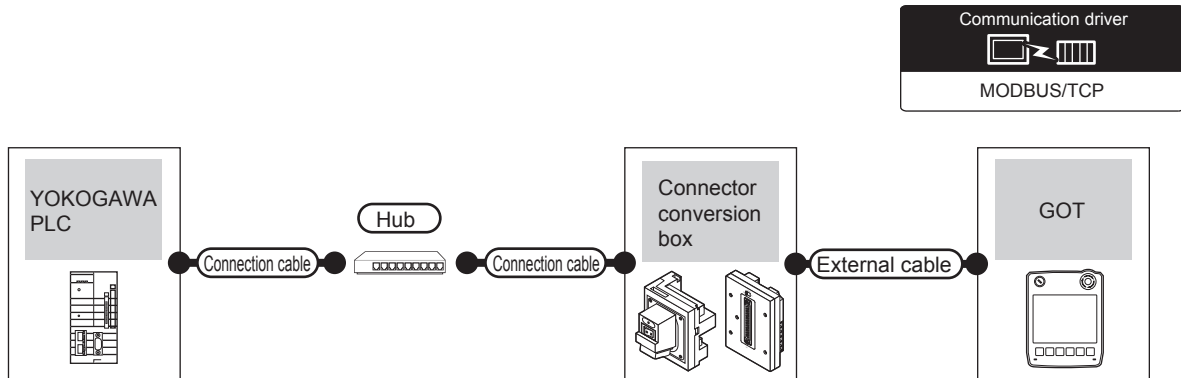 Communication driver
MODBUS/TCP
YOKOGAWA
PLC
Connection cable
Hub
Connection cable
Connector
conversion
box
External cable
GOT